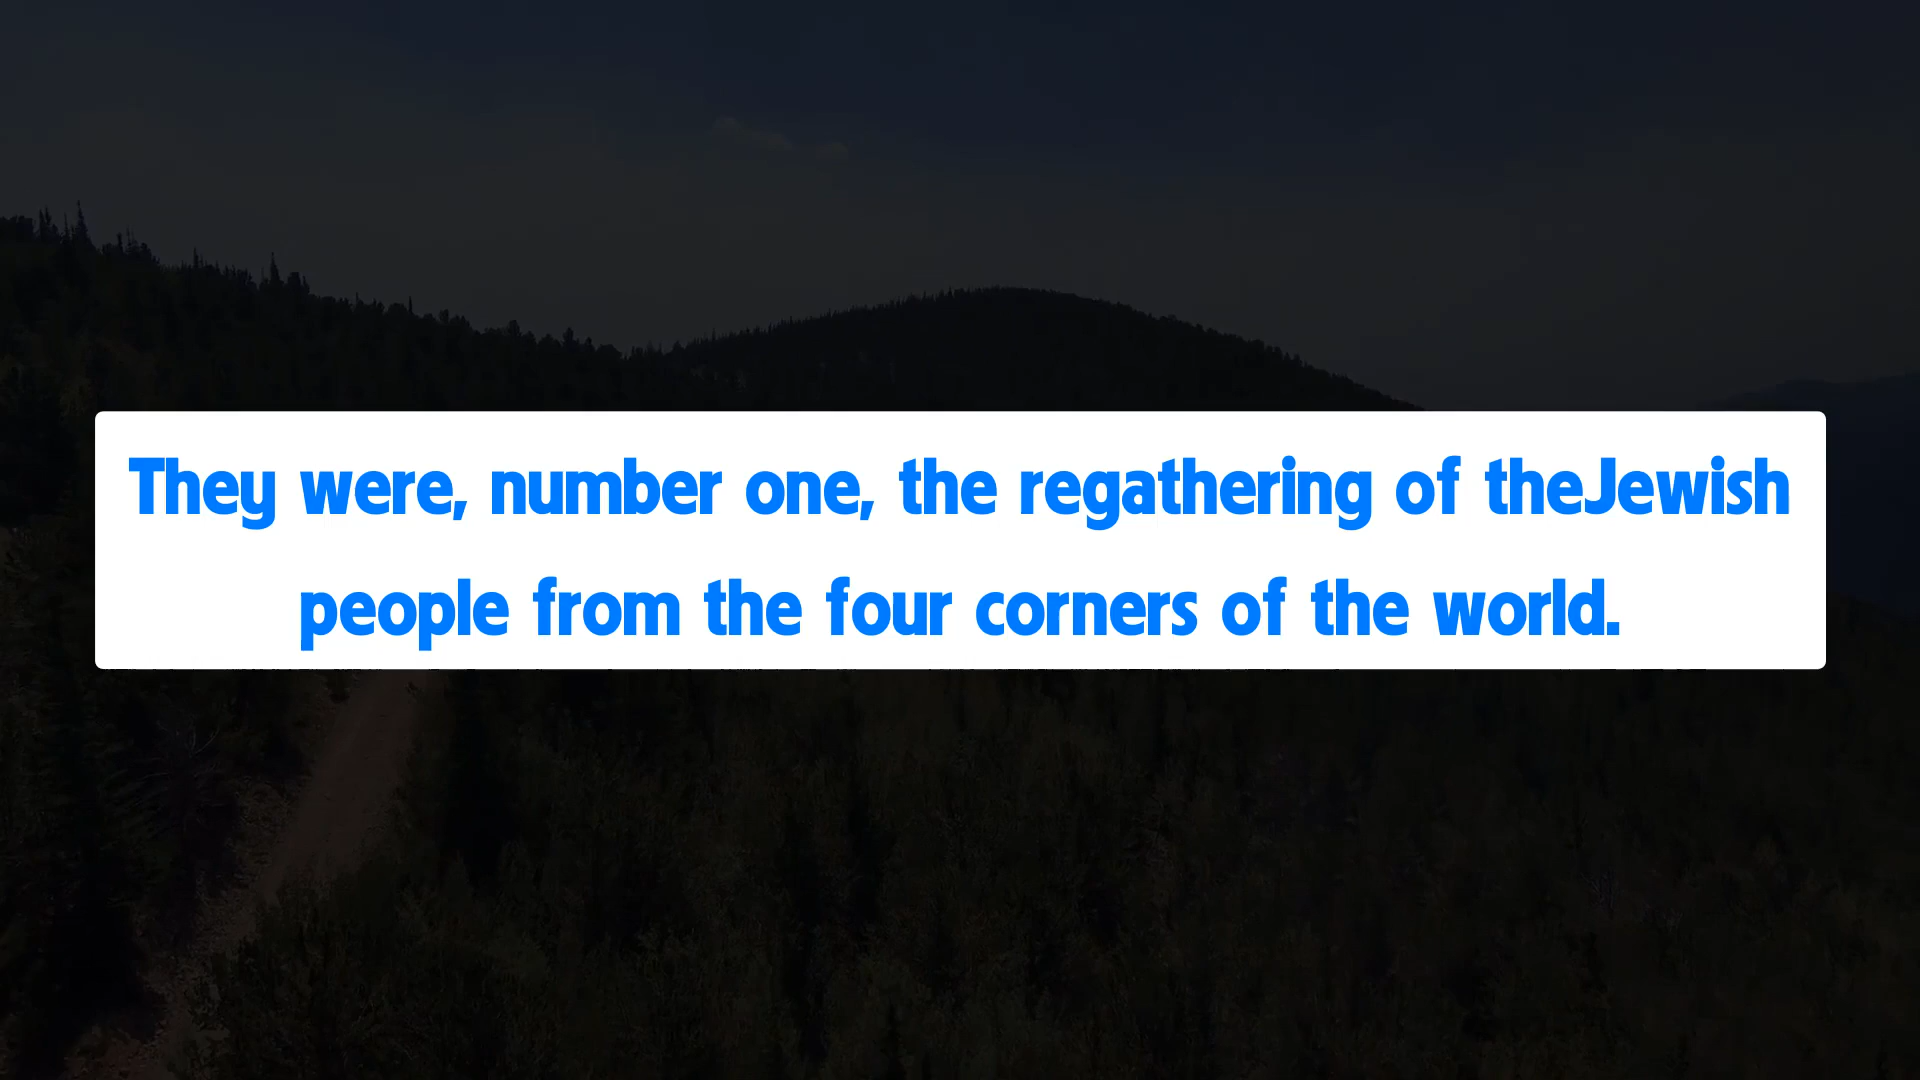 They were, number one, the regathering of theJewish
people from the four corners of the world.